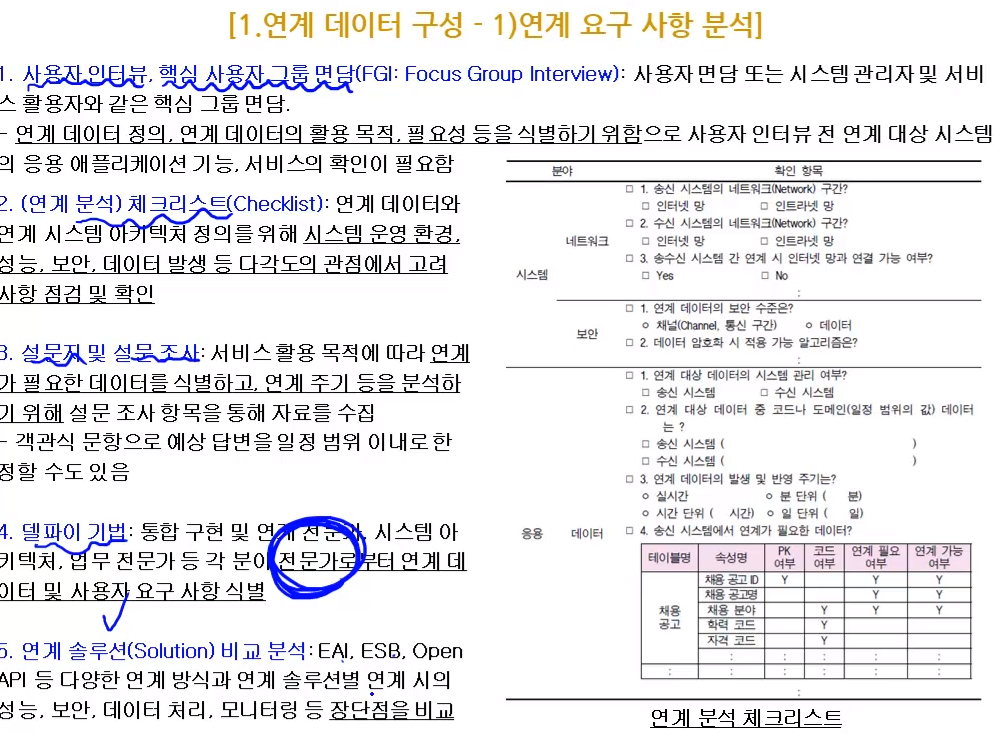 [1.연계 데이터 구성 - 1)연계 요구 사항 분석]
1. 사용자 인터뷰, 핵심 사용자 그룹 면담(FGI: Focus Group Interview): 사용자 면담 또는 시스템 관리자 및 서비
스 활용자와 같은 핵심 그룹 면담.
- 연계 데이터 정의, 연계 데이터의 활용 목적, 필요성 등을 식별하기 위함으로 사용자 인터뷰 전 연계 대상 시스템
의 응용 애플리케이션 기능, 서비스의 확인이 필요함
2. (연계 분석) 체크리스트(Checklist): 연계 데이터와
연계 시스템 아키텍처 정의를 위해 시스템 운영 환경,
성능, 보안, 데이터 발생 등 다각도의 관점에서 고려
사항 점검 및 확인
3. 설문지 및 설문 조사: 서비스 활용 목적에 따라 연계
가 필요한 데이터를 식별하고, 연계 주기 등을 분석하
기 위해 설문 조사 항목을 통해 자료를 수집
- 객관식 문항으로 예상 답변을 일정 범위 이내로 한
정할 수도 있음
4. 델파이 기법: 통합 구현 및 연계 전문가, 시스템 아
키텍처, 업무 전문가 등 각 분야 전문가로부터 연계 데
이터 및 사용자 요구 사항 식별
5. 연계 솔루션(Solution) 비교 분석: EAI, ESB, Open
API 등 다양한 연계 방식과 연계 솔루션별 연계 시의
성능, 보안, 데이터 처리, 모니터링 등 장단점을 비교
분야 확인 항목
시스템
네트워크
□ 1. 송신 시스템의 네트워크(Network) 구간?
□ 인터넷 망 □ 인트라넷 망
□ 2. 수신 시스템의 네트워크(Network) 구간?
□ 인터넷 망 □ 인트라넷 망
□ 3. 송수신 시스템 간 연계 시 인터넷 망과 연결 가능 여부?
□ Yes □ No
:
보안
□ 1. 연계 데이터의 보안 수준은?
○ 채널(Channel, 통신 구간) ○ 데이터
□ 2. 데이터 암호화 시 적용 가능 알고리즘은?
:
응용 데이터
□ 1. 연계 대상 데이터의 시스템 관리 여부?
□ 송신 시스템 □ 수신 시스템
□ 2. 연계 대상 데이터 중 코드나 도메인(일정 범위의 값) 데이터
는 ?
□ 송신 시스템 ( )
□ 수신 시스템 ( )
□ 3. 연계 데이터의 발생 및 반영 주기는?
○ 실시간 ○ 분 단위 ( 분)
○ 시간 단위 ( 시간) ○ 일 단위 ( 일)
□ 4. 송신 시스템에서 연계가 필요한 데이터?
테이블명 속성명 PK 여부 코드 여부 연계 필요 여부 연계 가능 여부
채용 공고
채용 공고 ID Y Y Y
채용 공고명 Y Y
채용 분야 Y Y Y
학력 코드 Y
자격 코드 Y
: : : : :
: : : : : :
:
연계 분석 체크리스트